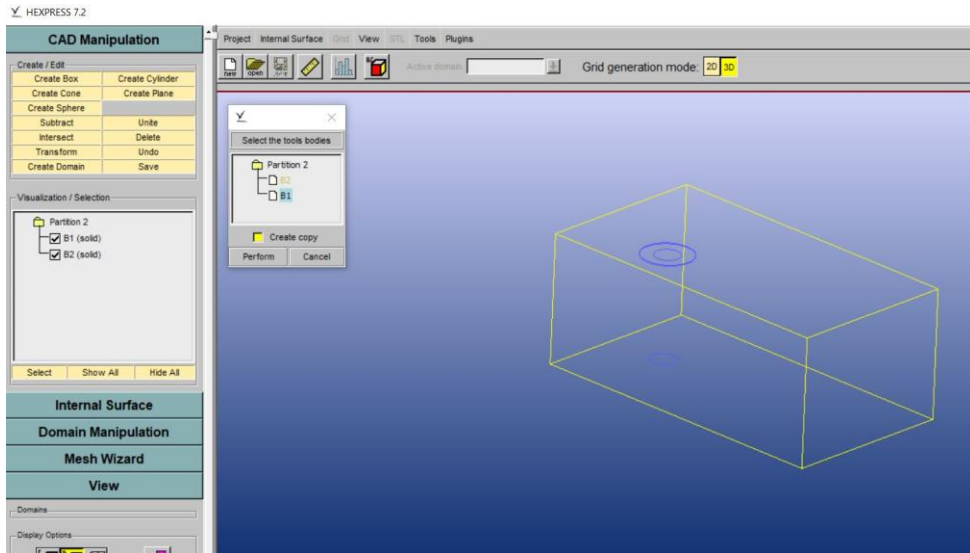 HEXPRESS 7.2
CAD Manipulation
Create / Edit
Create Box Create Cylinder
Create Cone Create Plane
Create Sphere
Subtract Unite
Intersect Delete
Transform Undo
Create Domain Save
Visualization / Selection
Partition 2
B1 (solid)
B2 (solid)
Select Show All Hide All
Internal Surface
Domain Manipulation
Mesh Wizard
View
Domains
Display Options
Project Internal Surface Grid View STL Tools Plugins
new open save Active domain: Grid generation mode: 2D 3D
Select the tools bodies
Partition 2
B2
B1
Create copy
Perform Cancel